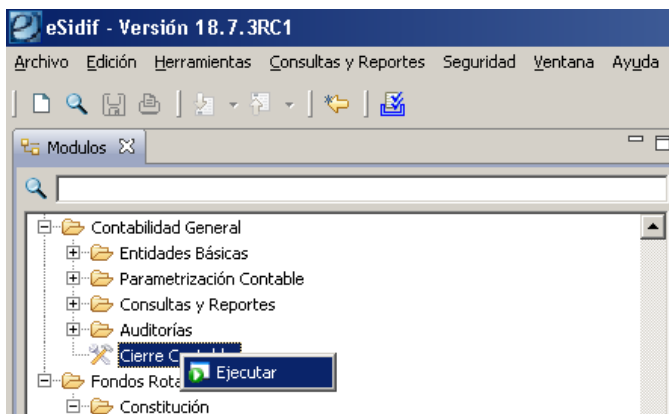 eSidif - Versión 18.7.3RC1
Archivo Edición Herramientas Consultas y Reportes Seguridad Ventana Ayuda
Modulos
Contabilidad General
Entidades Básicas
Parametrización Contable
Consultas y Reportes
Auditorías
Cierre
Ejecutar
Fondos
Constitución